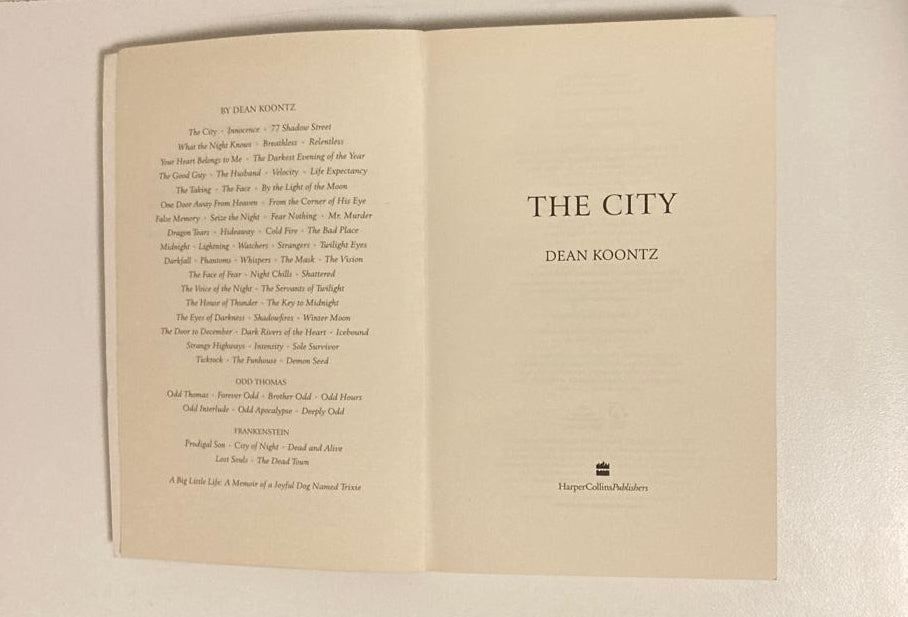 BY DEAN KOONTZ
The City • Innocence • 77 Shadow Street
What the Night Knows • Breathless • Relentless
Your Heart Belongs to Me • The Darkest Evening of the Year
The Good Guy • The Husband • Velocity • Life Expectancy
The Taking • The Face • By the Light of the Moon
One Door Away From Heaven • From the Corner of His Eye
False Memory • Seize the Night • Fear Nothing • Mr. Murder
Dragon Tears • Hideaway • Cold Fire • The Bad Place
Midnight • Lightning • Watchers • Strangers • Twilight Eyes
Darkfall • Phantoms • Whispers • The Mask • The Vision
The Face of Fear • Night Chills • Shattered
The Voice of the Night • The Servants of Twilight
The House of Thunder • The Key to Midnight
The Eyes of Darkness • Shadowfires • Winter Moon
The Door to December • Dark Rivers of the Heart • Icebound
Strange Highways • Intensity • Sole Survivor
Ticktock • The Funhouse • Demon Seed
ODD THOMAS
Odd Thomas • Forever Odd • Brother Odd • Odd Hours
Odd Interlude • Odd Apocalypse • Deeply Odd
FRANKENSTEIN
Prodigal Son • City of Night • Dead and Alive
Lost Souls • The Dead Town
A Big Little Life: A Memoir of a Joyful Dog Named Trixie
THE CITY
DEAN KOONTZ
HarperCollinsPublishers